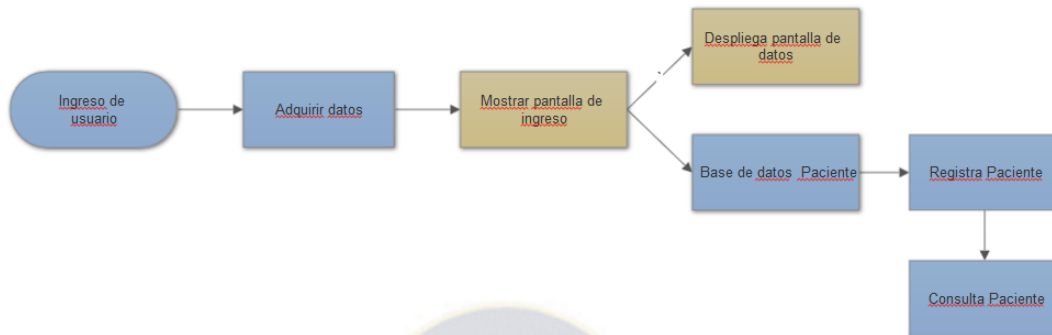 Ingreso de
usuario
Adquirir datos
Mostrar pantalla de
ingreso
Despliega pantalla de
datos
Base de datos Paciente
Registra Paciente
Consulta Paciente